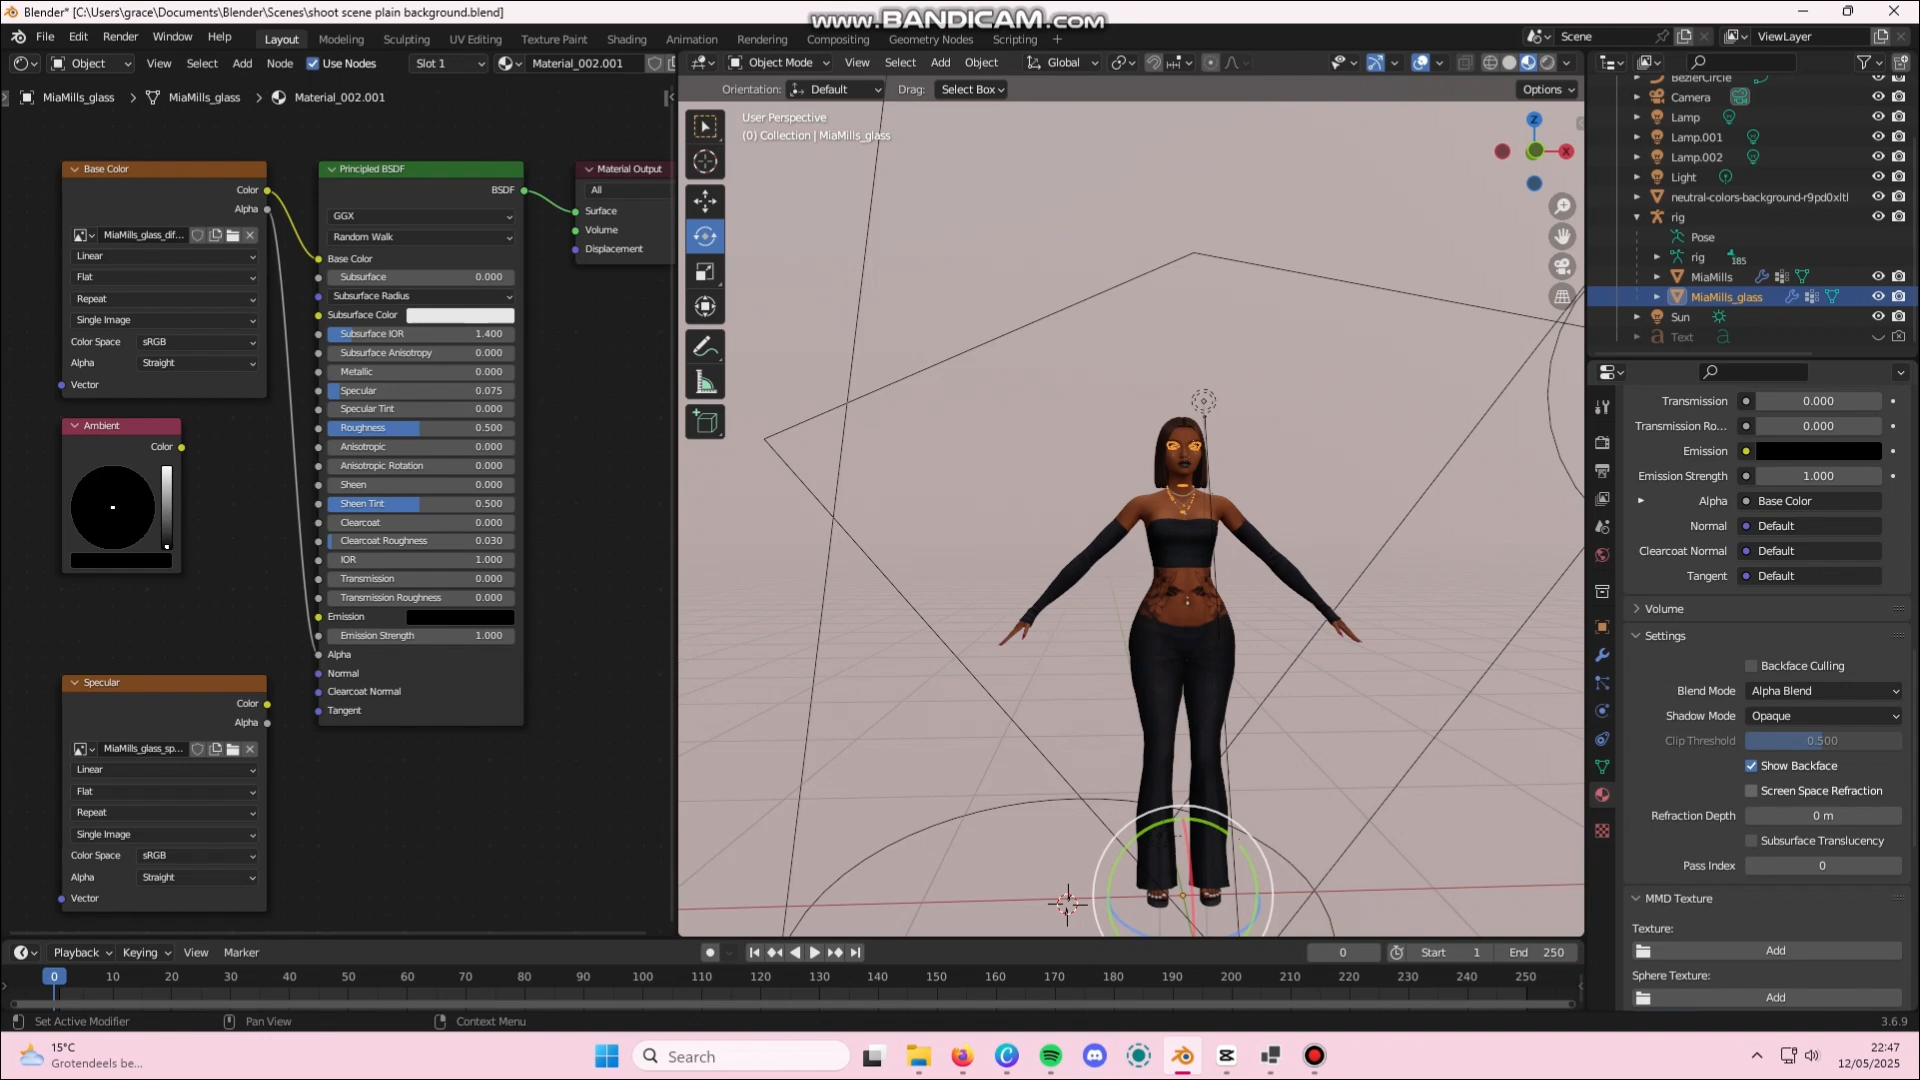 Blender* [C:\Users\grace\Documents\Blender\Scenes\shoot scene plain background.blend]
www.BANDICAM.com
File Edit Render Window Help
Layout Modeling Sculpting UV Editing Texture Paint Shading Animation Rendering Compositing Geometry Nodes Scripting +
Scene
ViewLayer
Object View Select Add Node Use Nodes Slot 1 Material_002.001
Object Mode View Select Add Object Global
MiaMills_glass > MiaMills_glass > Material_002.001
Orientation: Default Drag: Select Box Options
User Perspective
(0) Collection | MiaMills_glass
Z
X
Base Color
Color
Alpha
MiaMills_glass_dif...
Linear
Flat
Repeat
Single Image
Color Space sRGB
Alpha Straight
Vector
Ambient
Color
Specular
Color
Alpha
MiaMills_glass_sp...
Linear
Flat
Repeat
Single Image
Color Space sRGB
Alpha Straight
Vector
Principled BSDF
BSDF
GGX
Random Walk
Base Color
Subsurface 0.000
Subsurface Radius
Subsurface Color
Subsurface IOR 1.400
Subsurface Anisotropy 0.000
Metallic 0.000
Specular 0.075
Specular Tint 0.000
Roughness 0.500
Anisotropic 0.000
Anisotropic Rotation 0.000
Sheen 0.000
Sheen Tint 0.500
Clearcoat 0.000
Clearcoat Roughness 0.030
IOR 1.000
Transmission 0.000
Transmission Roughness 0.000
Emission
Emission Strength 1.000
Alpha
Normal
Clearcoat Normal
Tangent
Material Output
All
Surface
Volume
Displacement
BezierCircle
Camera
Lamp
Lamp.001
Lamp.002
Light
neutral-colors-background-r9pd0xltl
rig
Pose
rig 185
MiaMills
MiaMills_glass
Sun
Text
Transmission 0.000
Transmission Ro... 0.000
Emission
Emission Strength 1.000
Alpha Base Color
Normal Default
Clearcoat Normal Default
Tangent Default
Volume
Settings
Backface Culling
Blend Mode Alpha Blend
Shadow Mode Opaque
Clip Threshold 0.500
Show Backface
Screen Space Refraction
Refraction Depth 0 m
Subsurface Translucency
Pass Index 0
MMD Texture
Texture:
Add
Sphere Texture:
Add
Playback Keying View Marker
0 Start 1 End 250
0 10 20 30 40 50 60 70 80 90 100 110 120 130 140 150 160 170 180 190 200 210 220 230 240 250
Set Active Modifier Pan View Context Menu 3.6.9
15°C
Grotendeels be...
Search
22:47
12/05/2025